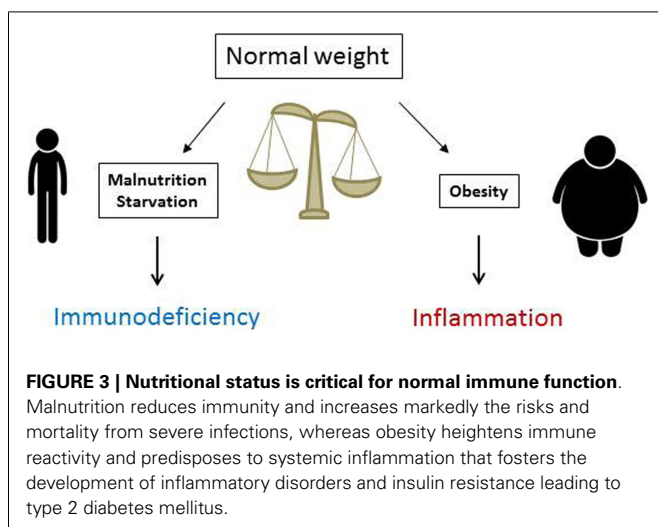 Normal weight
Malnutrition
Starvation
Obesity
Immunodeficiency
Inflammation
FIGURE 3 | Nutritional status is critical for normal immune function.
Malnutrition reduces immunity and increases markedly the risks and
mortality from severe infections, whereas obesity heightens immune
reactivity and predisposes to systemic inflammation that fosters the
development of inflammatory disorders and insulin resistance leading to
type 2 diabetes mellitus.